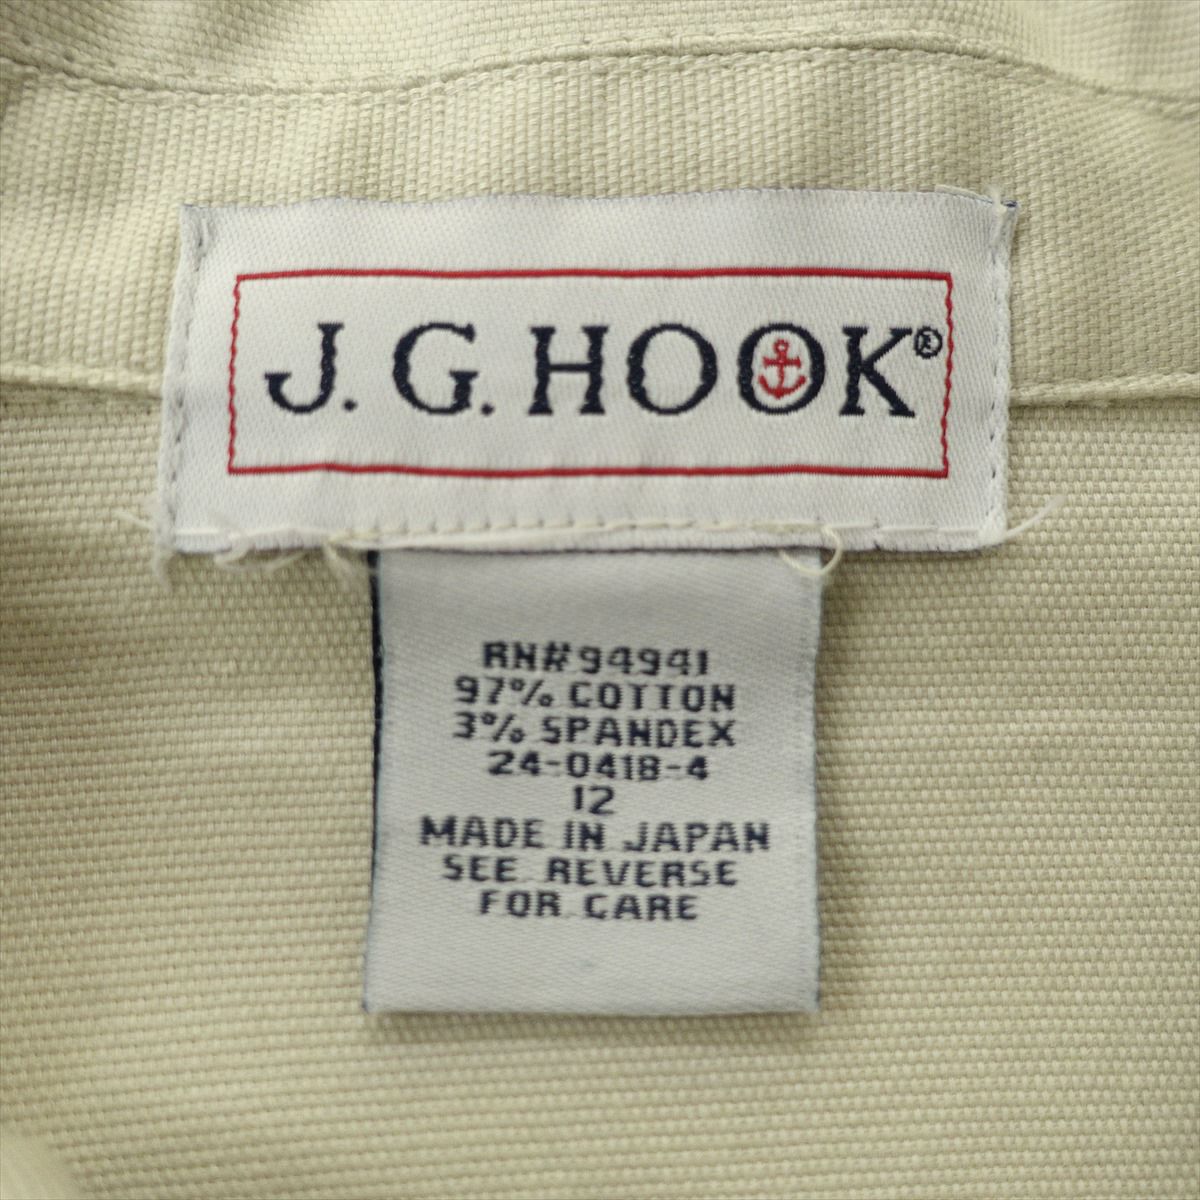 J. G. HOOK®
RN#94941
97% COTTON
3% SPANDEX
24-0418-4
12
MADE IN JAPAN
SEE REVERSE
FOR CARE